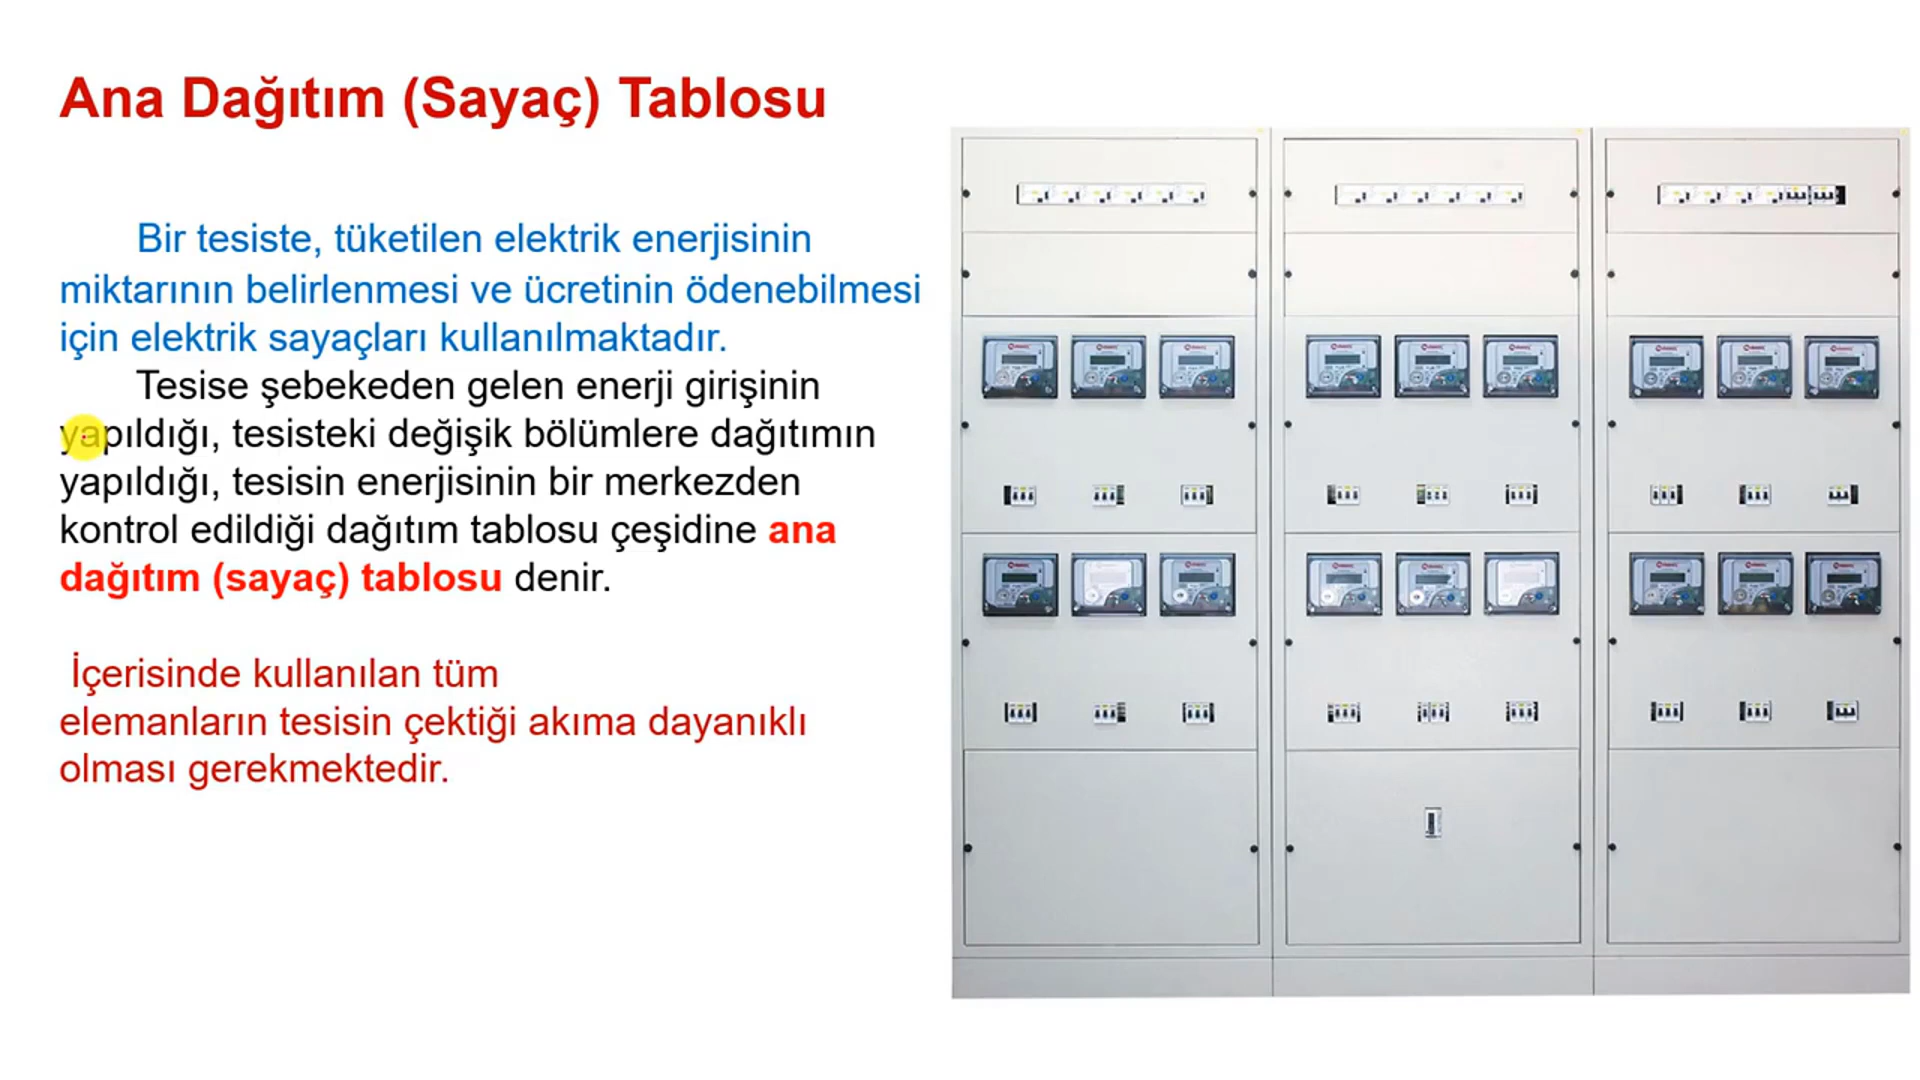 Ana Dağıtım (Sayaç) Tablosu
Bir tesiste, tüketilen elektrik enerjisinin
miktarının belirlenmesi ve ücretinin ödenebilmesi
için elektrik sayaçları kullanılmaktadır.
Tesise şebekeden gelen enerji girişinin
yapıldığı, tesisteki değişik bölümlere dağıtımın
yapıldığı, tesisin enerjisinin bir merkezden
kontrol edildiği dağıtım tablosu çeşidine ana
dağıtım (sayaç) tablosu denir.
İçerisinde kullanılan tüm
elemanların tesisin çektiği akıma dayanıklı
olması gerekmektedir.